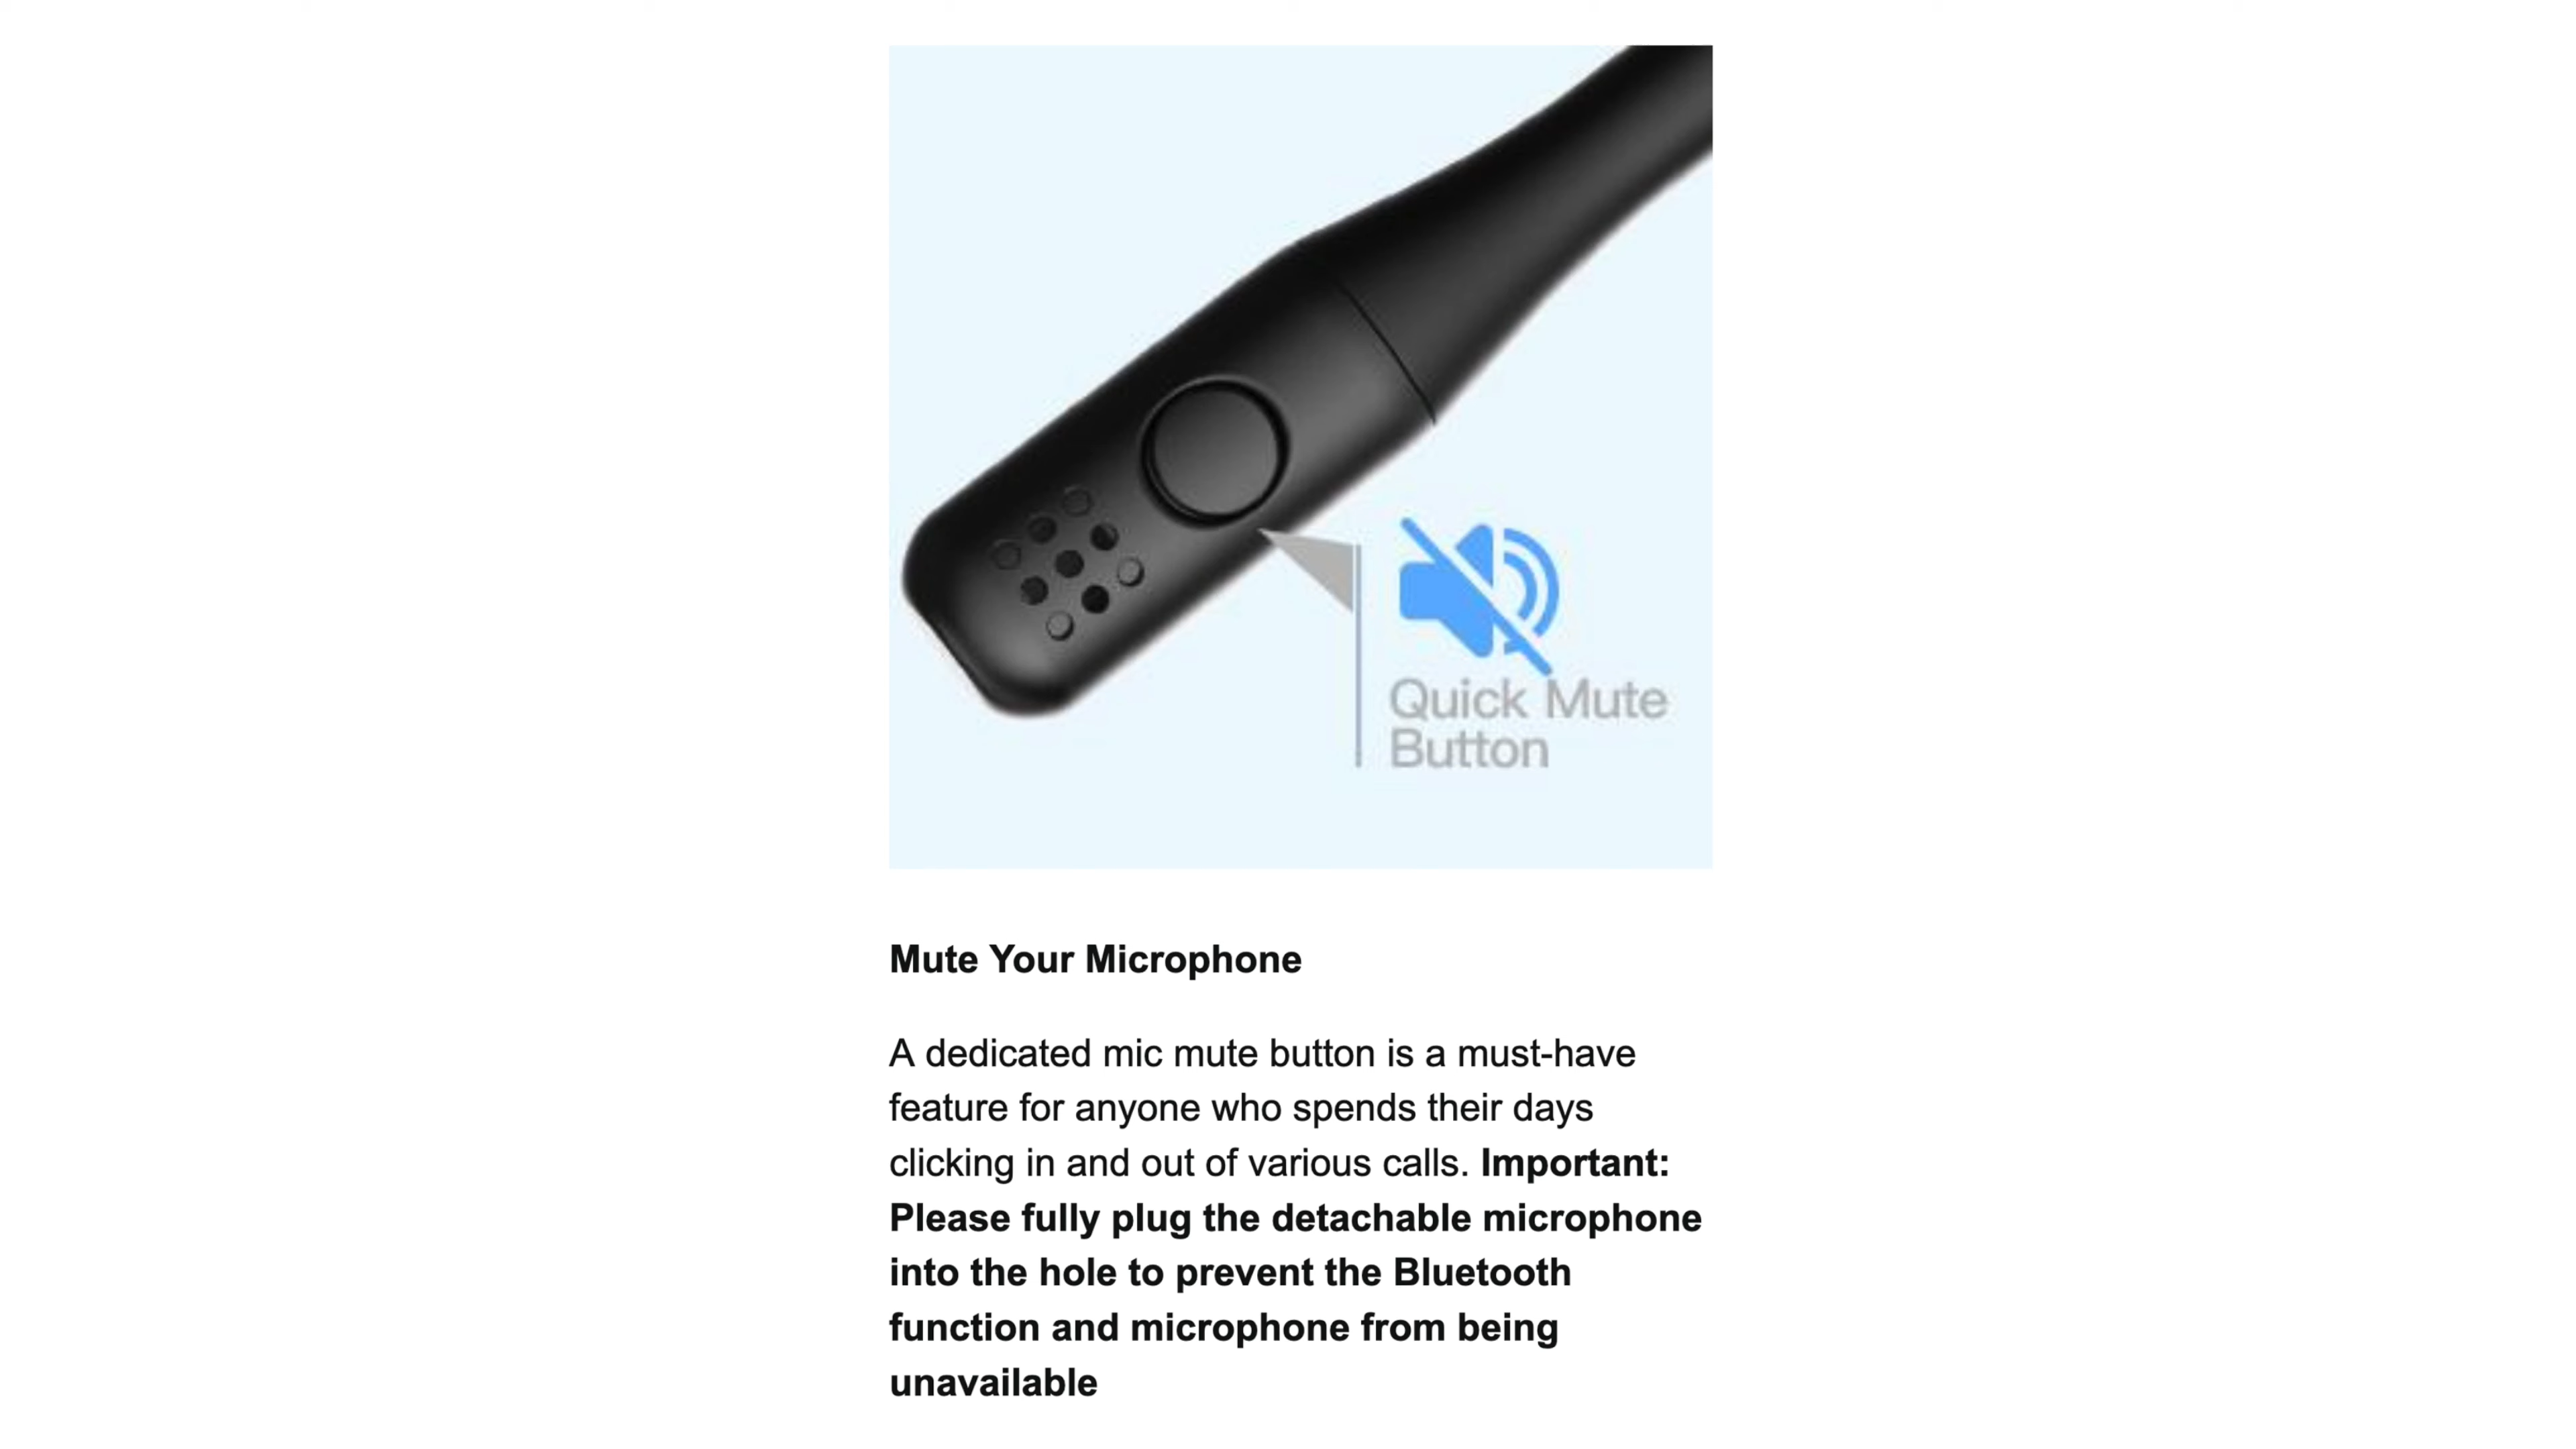 Quick Mute
Button
Mute Your Microphone
A dedicated mic mute button is a must-have
feature for anyone who spends their days
clicking in and out of various calls. Important:
Please fully plug the detachable microphone
into the hole to prevent the Bluetooth
function and microphone from being
unavailable